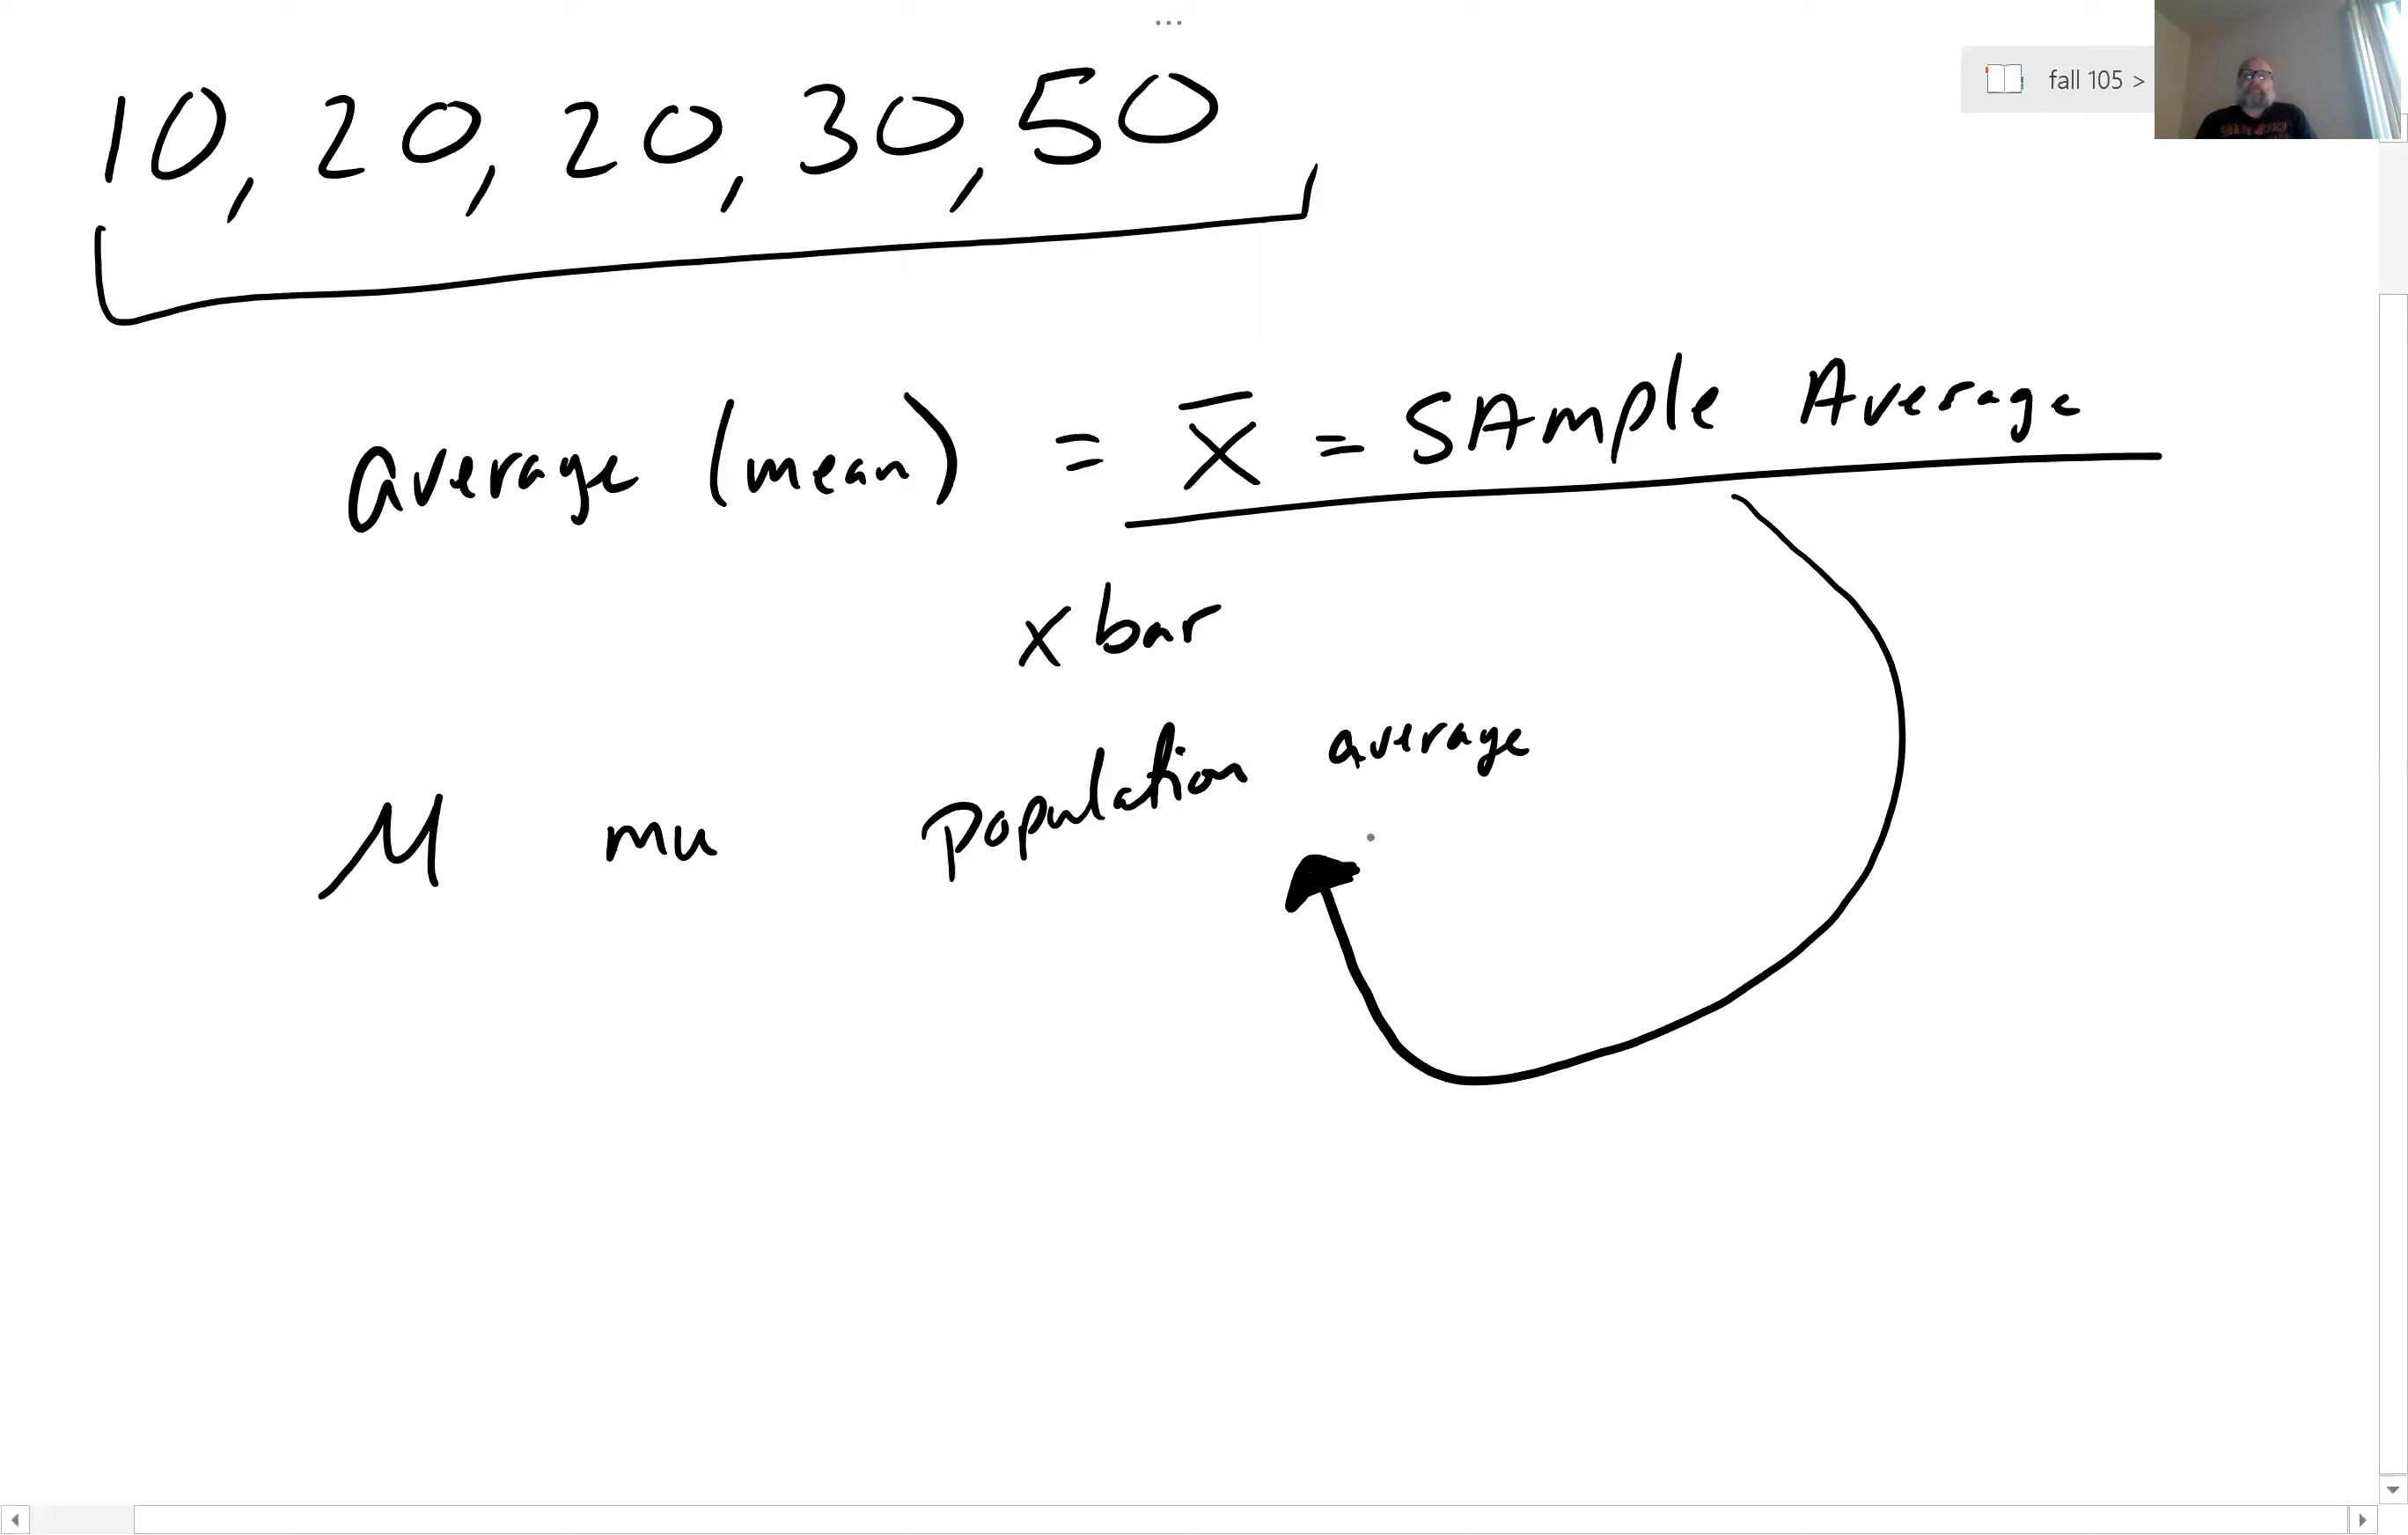 fall 105 >
10, 20, 20, 30, 50
average (mean) = x̄ = SAmple Average
x bar
μ mu population average